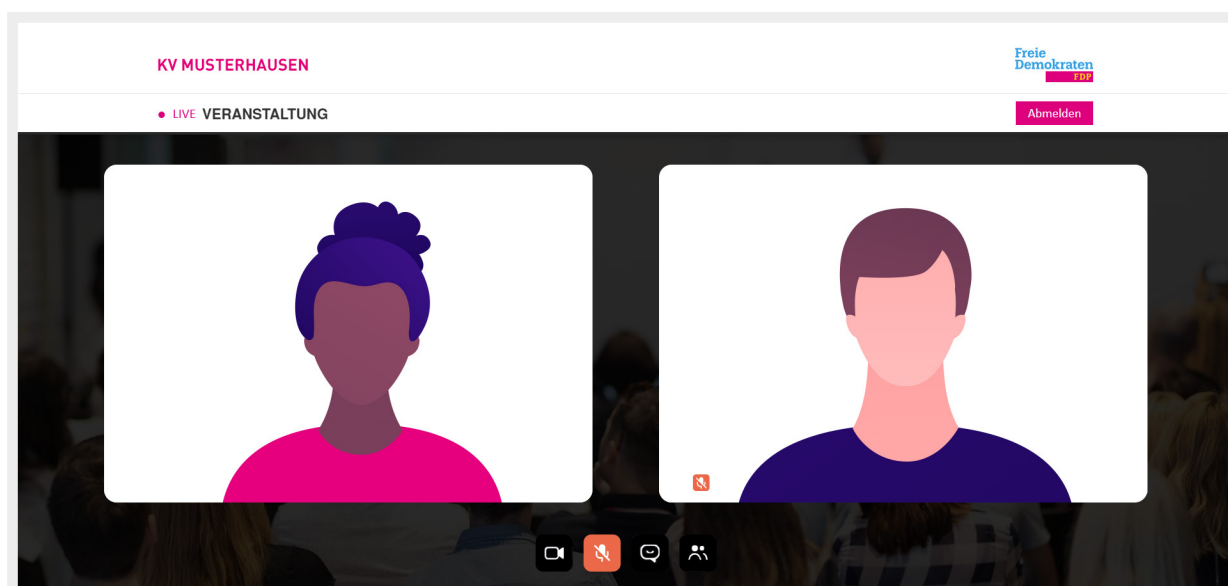 KV MUSTERHAUSEN
Freie
Demokraten
FDP
• LIVE VERANSTALTUNG
Abmelden